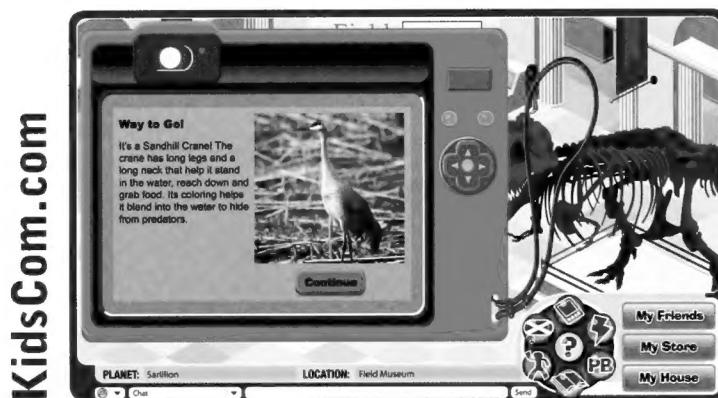 KidsCom.com
Way to Go!
It's a Sandhill Crane! The
crane has long legs and a
long neck that help it stand
in the water, reach down and
grab food. Its coloring helps
it blend into the water to hide
from predators.
Continue
?
PB
My Friends
My Store
My House
PLANET: Sartillion
LOCATION: Field Museum
Chat
Send